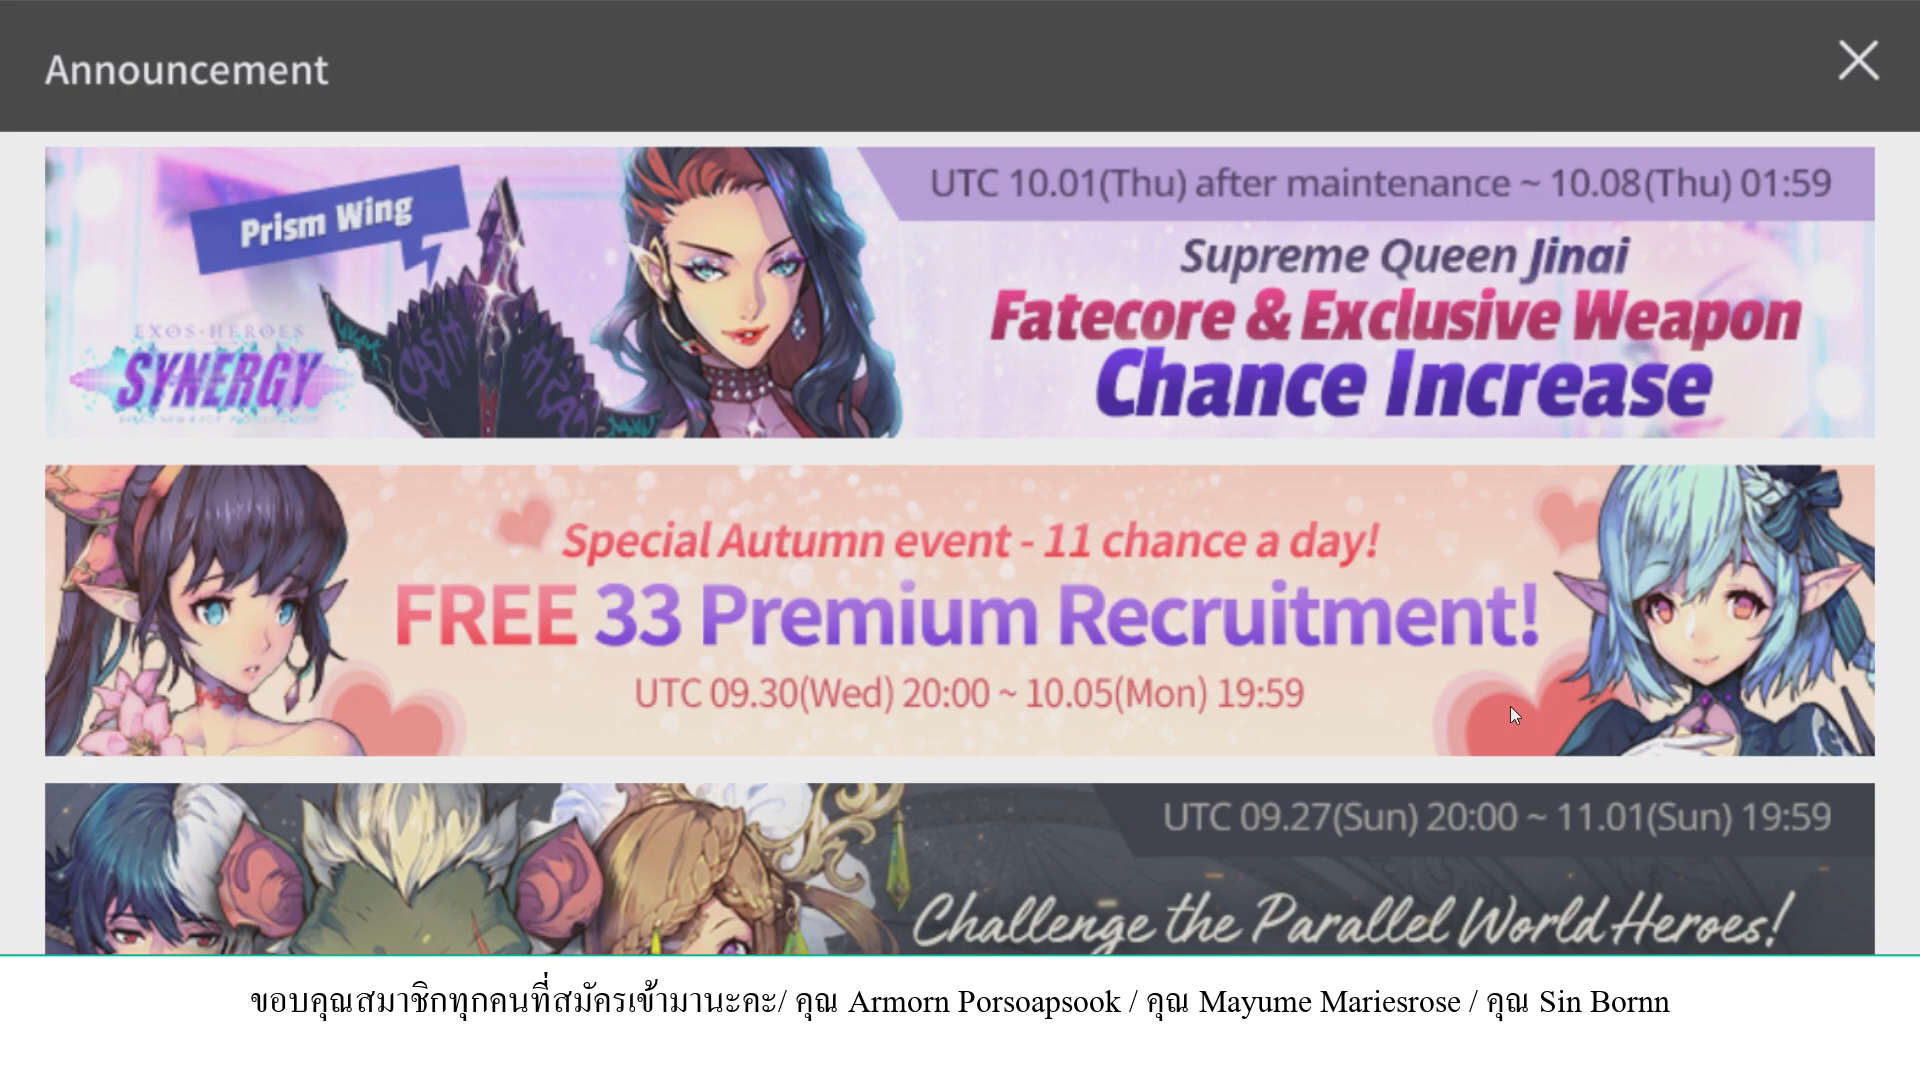 Announcement
UTC 10.01(Thu) after maintenance ~ 10.08(Thu) 01:59
Prism Wing
Supreme Queen Jinai
Fatecore & Exclusive Weapon
Chance Increase
EXOS·HEROES
SYNERGY
Special Autumn event - 11 chance a day!
FREE 33 Premium Recruitment!
UTC 09.30(Wed) 20:00 ~ 10.05(Mon) 19:59
UTC 09.27(Sun) 20:00 ~ 11.01(Sun) 19:59
Challenge the Parallel World Heroes!
ขอบคุณสมาชิกทุกคนที่สมัครเข้ามานะคะ/ คุณ Armorn Porsoapsook / คุณ Mayume Mariesrose / คุณ Sin Bornn